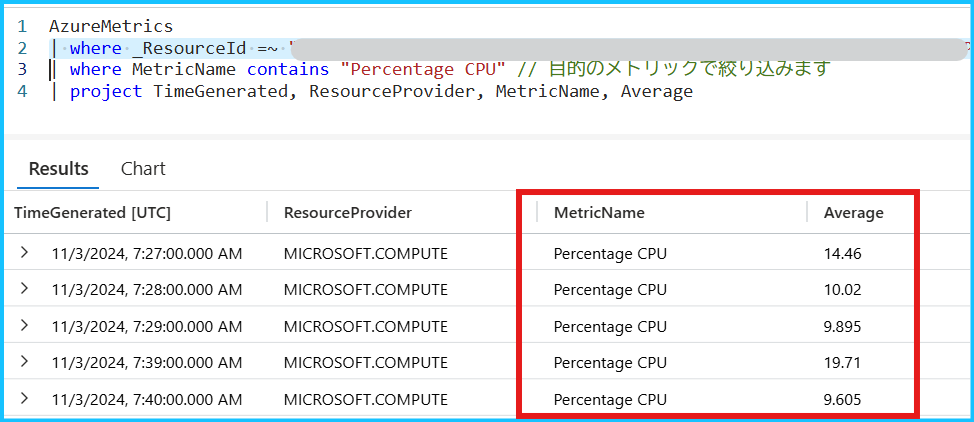 1 AzureMetrics
2 | where _ResourceId =~ "
3 | where MetricName contains "Percentage CPU" // 目的のメトリックで絞り込みます
4 | project TimeGenerated, ResourceProvider, MetricName, Average
Results Chart
TimeGenerated [UTC] ResourceProvider MetricName Average
11/3/2024, 7:27:00.000 AM MICROSOFT.COMPUTE Percentage CPU 14.46
11/3/2024, 7:28:00.000 AM MICROSOFT.COMPUTE Percentage CPU 10.02
11/3/2024, 7:29:00.000 AM MICROSOFT.COMPUTE Percentage CPU 9.895
11/3/2024, 7:39:00.000 AM MICROSOFT.COMPUTE Percentage CPU 19.71
11/3/2024, 7:40:00.000 AM MICROSOFT.COMPUTE Percentage CPU 9.605